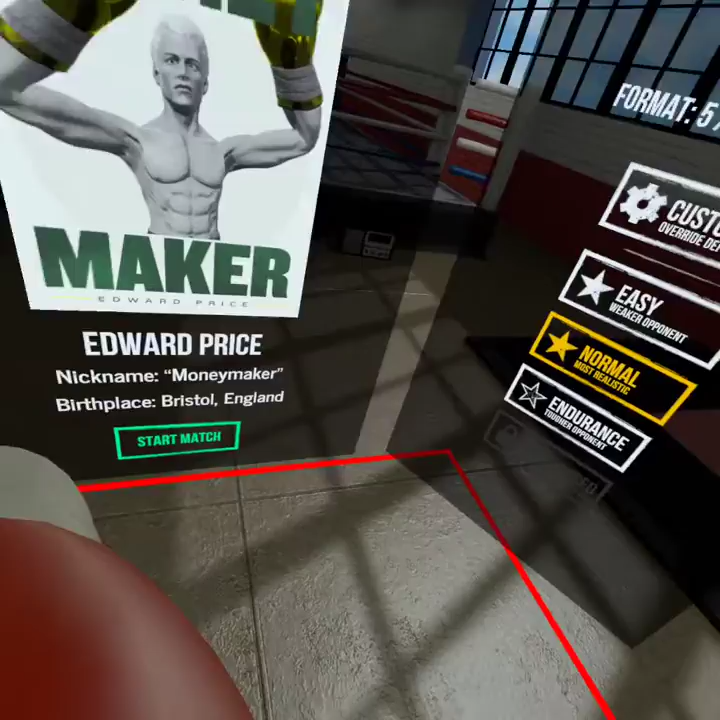 MAKER
EDWARD PRICE
EDWARD PRICE
Nickname: “Moneymaker”
Birthplace: Bristol, England
START MATCH
FORMAT:
EASY
WEAKER OPPONENT
NORMAL
MOST REALISTIC
ENDURANCE
TOUGHER OPPONENT
OVERRIDE